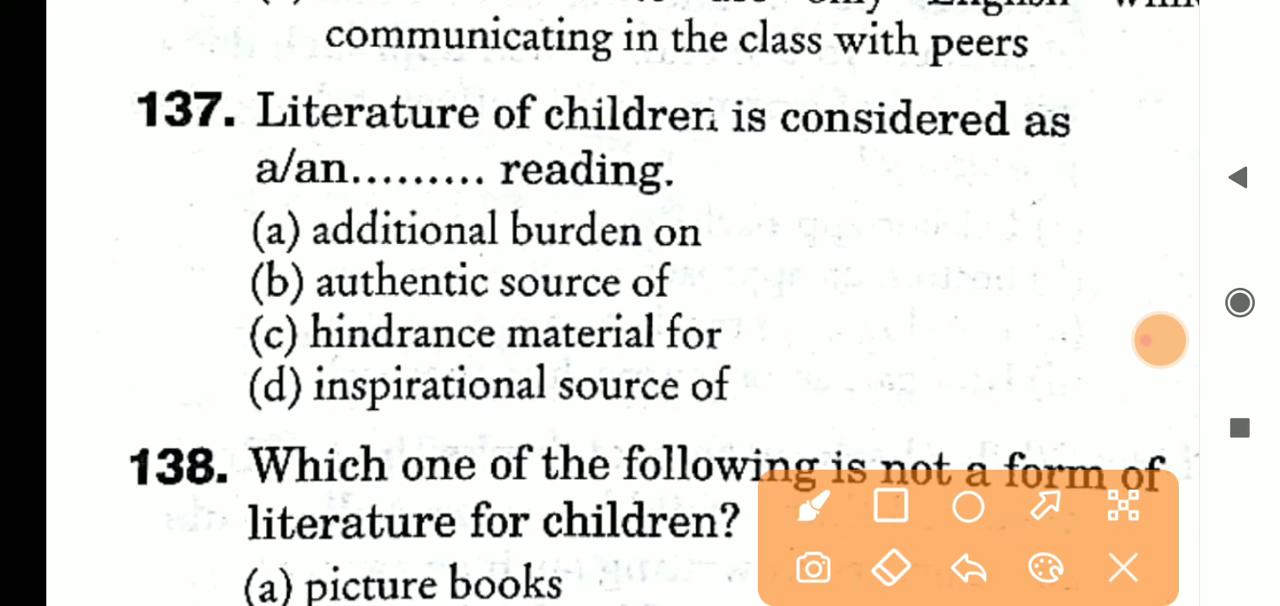 communicating in the class with peers
137. Literature of children is considered as
a/an......... reading.
(a) additional burden on
(b) authentic source of
(c) hindrance material for
(d) inspirational source of
138. Which one of the following is not a form of
literature for children?
(a) picture books